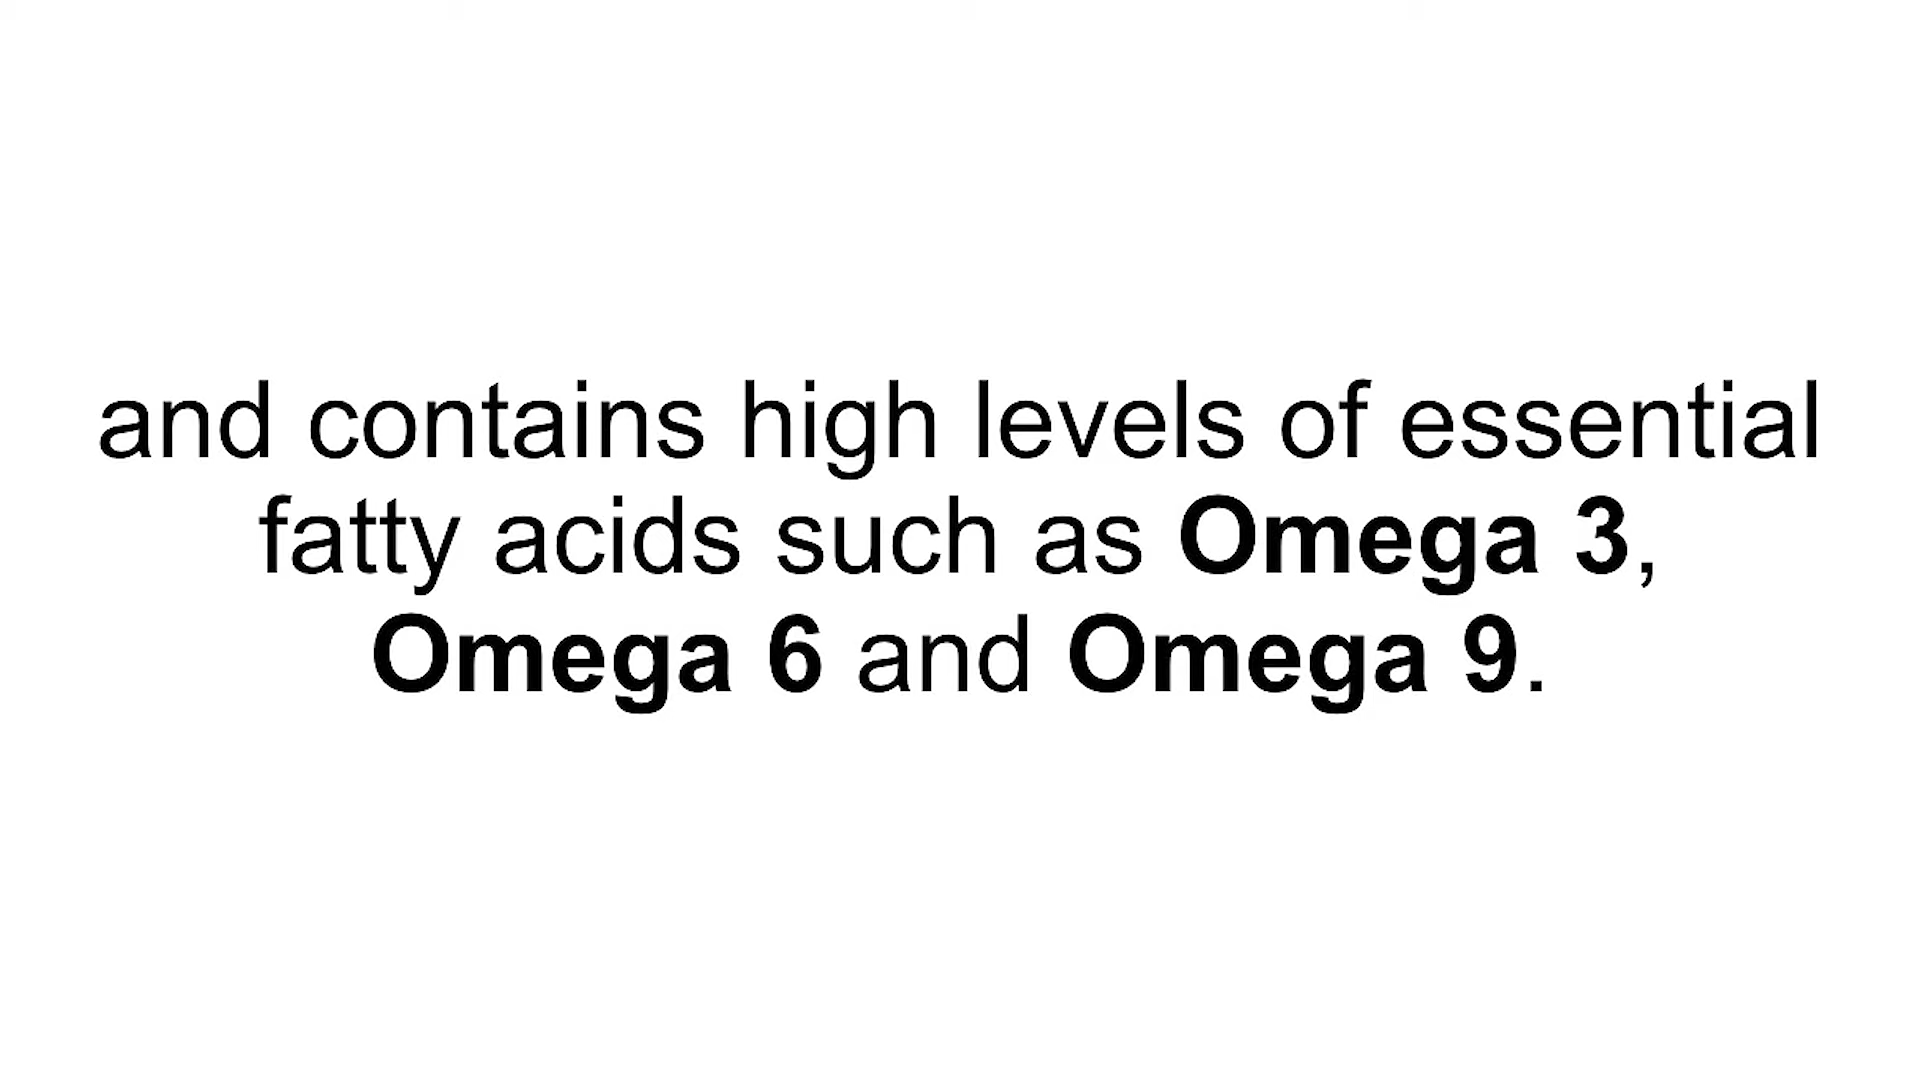 and contains high levels of essential
fatty acids such as Omega 3,
Omega 6 and Omega 9.